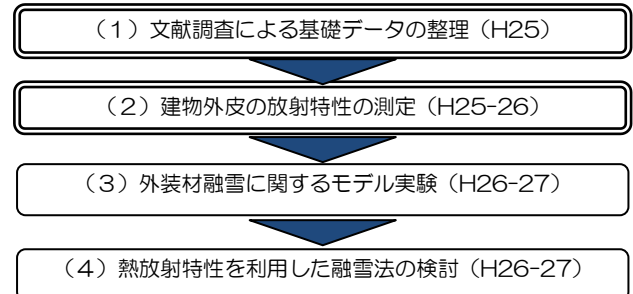 （1）文献調査による基礎データの整理（H25）
（2）建物外皮の放射特性の測定（H25-26）
（3）外装材融雪に関するモデル実験（H26-27）
（4）熱放射特性を利用した融雪法の検討（H26-27）